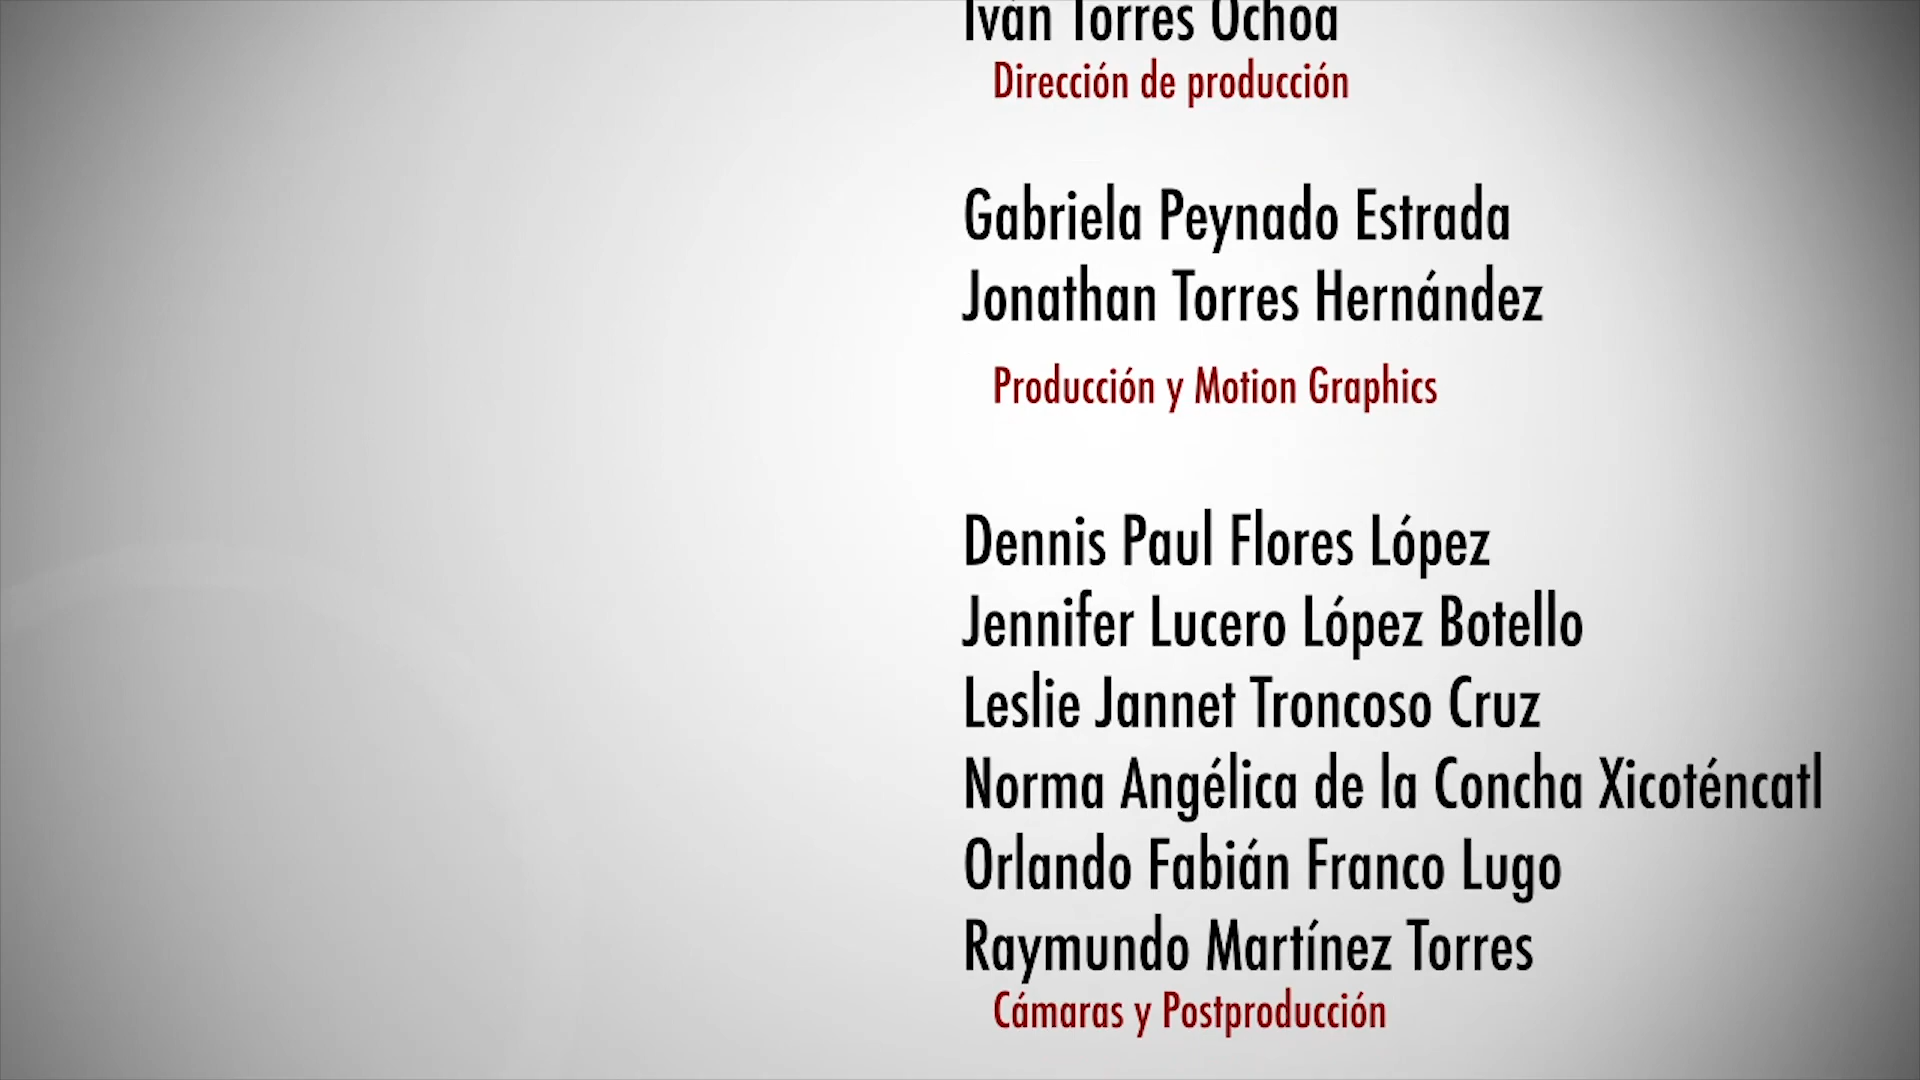 Iván Torres Ochoa
Dirección de producción
Gabriela Peynado Estrada
Jonathan Torres Hernández
Producción y Motion Graphics
Dennis Paul Flores López
Jennifer Lucero López Botello
Leslie Jannet Troncoso Cruz
Norma Angélica de la Concha Xicoténcatl
Orlando Fabián Franco Lugo
Raymundo Martínez Torres
Cámaras y Postproducción